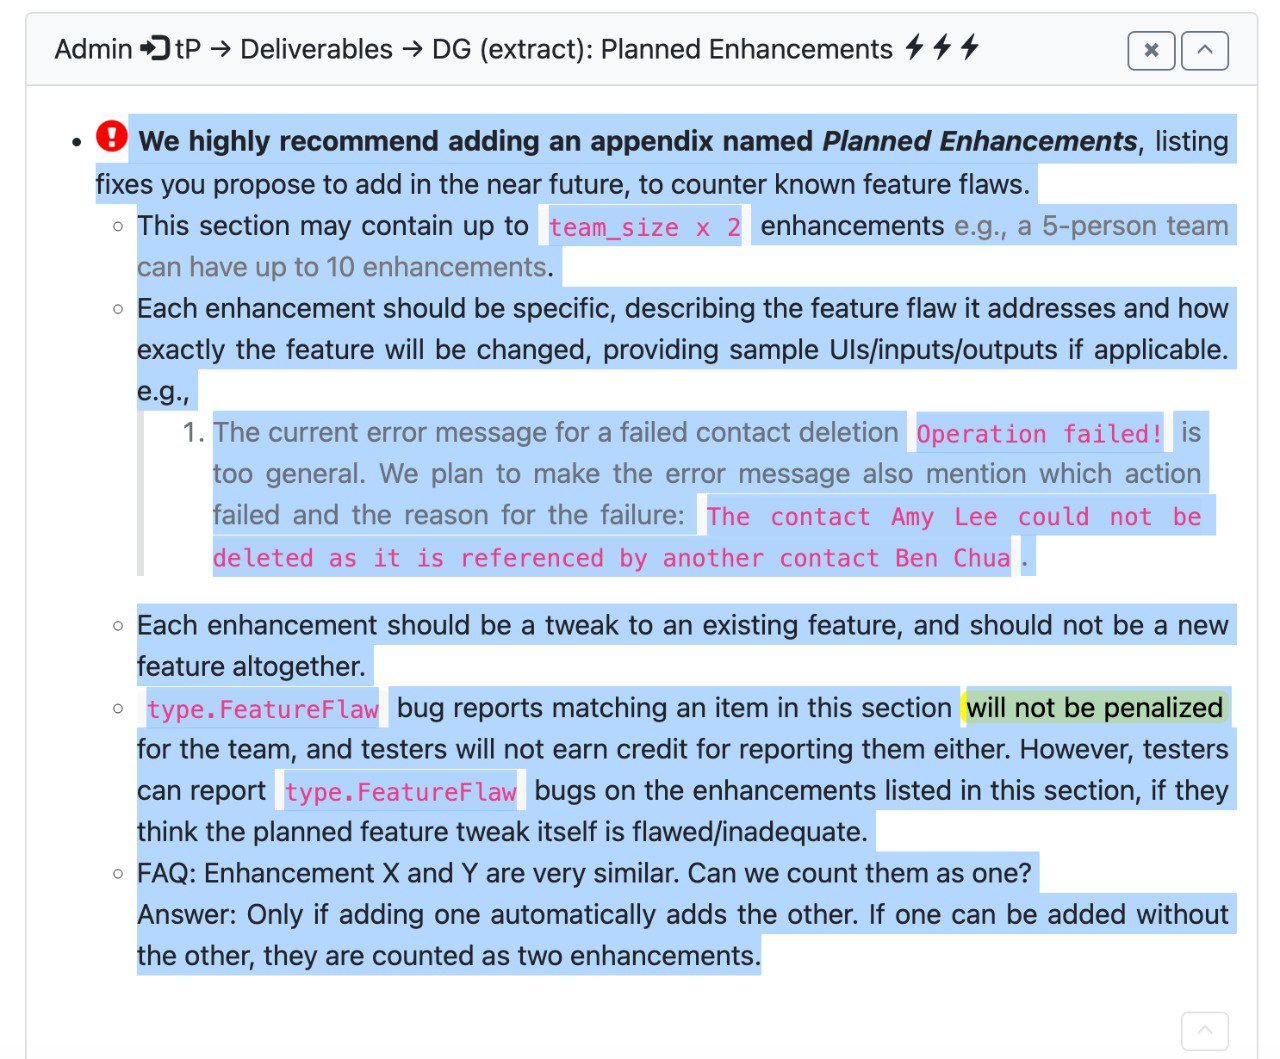 Admin tP → Deliverables → DG (extract): Planned Enhancements
We highly recommend adding an appendix named Planned Enhancements, listing
fixes you propose to add in the near future, to counter known feature flaws.
This section may contain up to team_size x 2 enhancements e.g., a 5-person team
can have up to 10 enhancements.
Each enhancement should be specific, describing the feature flaw it addresses and how
exactly the feature will be changed, providing sample UIs/inputs/outputs if applicable.
e.g.,
1. The current error message for a failed contact deletion Operation failed! is
too general. We plan to make the error message also mention which action
failed and the reason for the failure: The contact Amy Lee could not be
deleted as it is referenced by another contact Ben Chua.
Each enhancement should be a tweak to an existing feature, and should not be a new
feature altogether.
type.FeatureFlaw bug reports matching an item in this section will not be penalized
for the team, and testers will not earn credit for reporting them either. However, testers
can report type.FeatureFlaw bugs on the enhancements listed in this section, if they
think the planned feature tweak itself is flawed/inadequate.
FAQ: Enhancement X and Y are very similar. Can we count them as one?
Answer: Only if adding one automatically adds the other. If one can be added without
the other, they are counted as two enhancements.